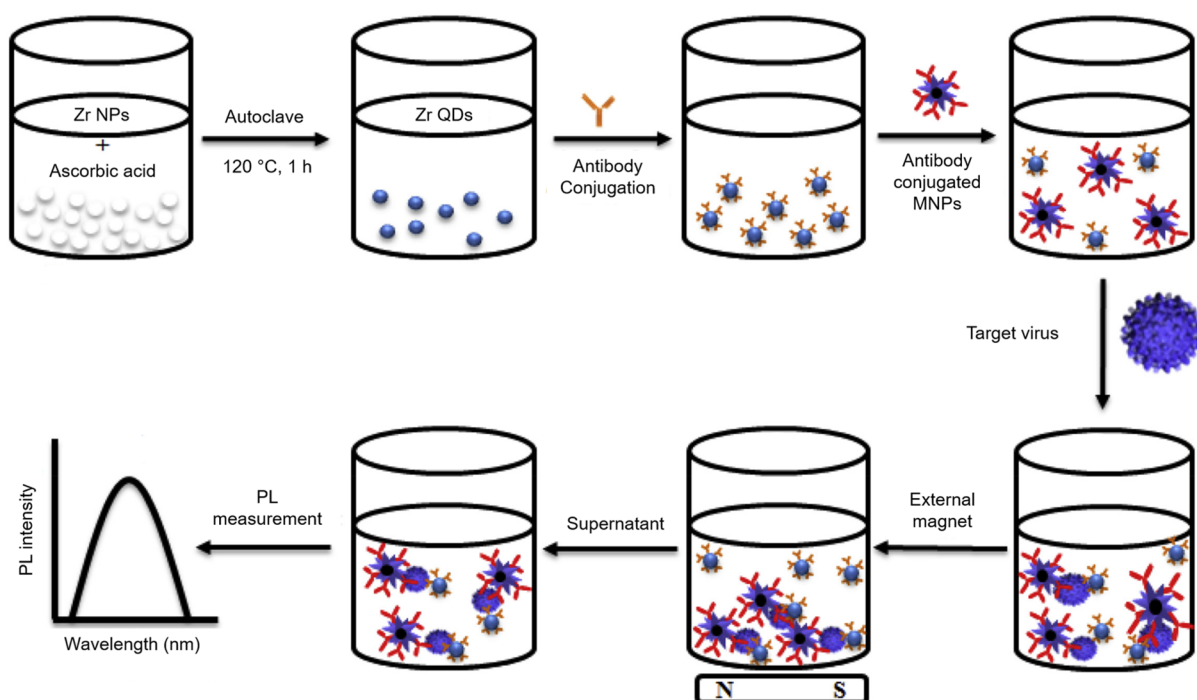 Zr NPs
+
Ascorbic acid
Autoclave
120 °C, 1 h
Zr QDs
Antibody
Conjugation
Antibody
conjugated
MNPs
Target virus
External
magnet
N S
Supernatant
PL
measurement
PL intensity
Wavelength (nm)